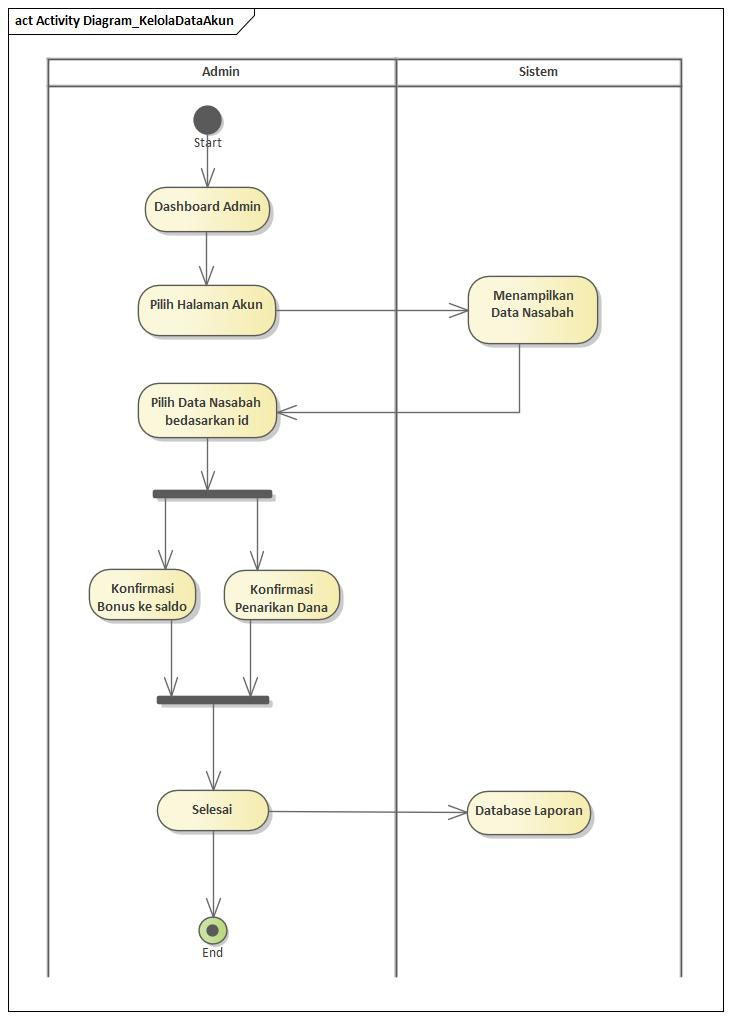 act Activity Diagram_KelolaDataAkun
Admin
Sistem
Start
Dashboard Admin
Pilih Halaman Akun
Menampilkan
Data Nasabah
Pilih Data Nasabah
bedasarkan id
Konfirmasi
Bonus ke saldo
Konfirmasi
Penarikan Dana
Selesai
Database Laporan
End